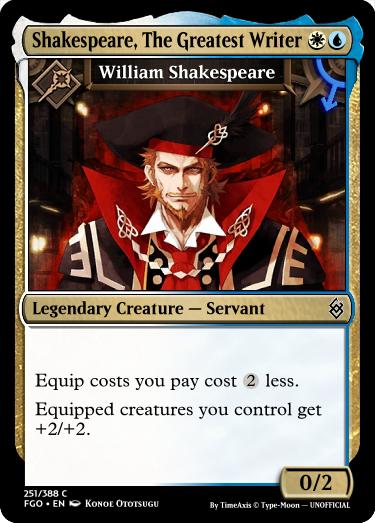 Shakespeare, The Greatest Writer
William Shakespeare
Legendary Creature — Servant
Equip costs you pay cost 2 less.
Equipped creatures you control get
+2/+2.
0/2
251/388 C
FGO • EN Konoe Ototsugu
By TimeAxis © Type-Moon — UNOFFICIAL